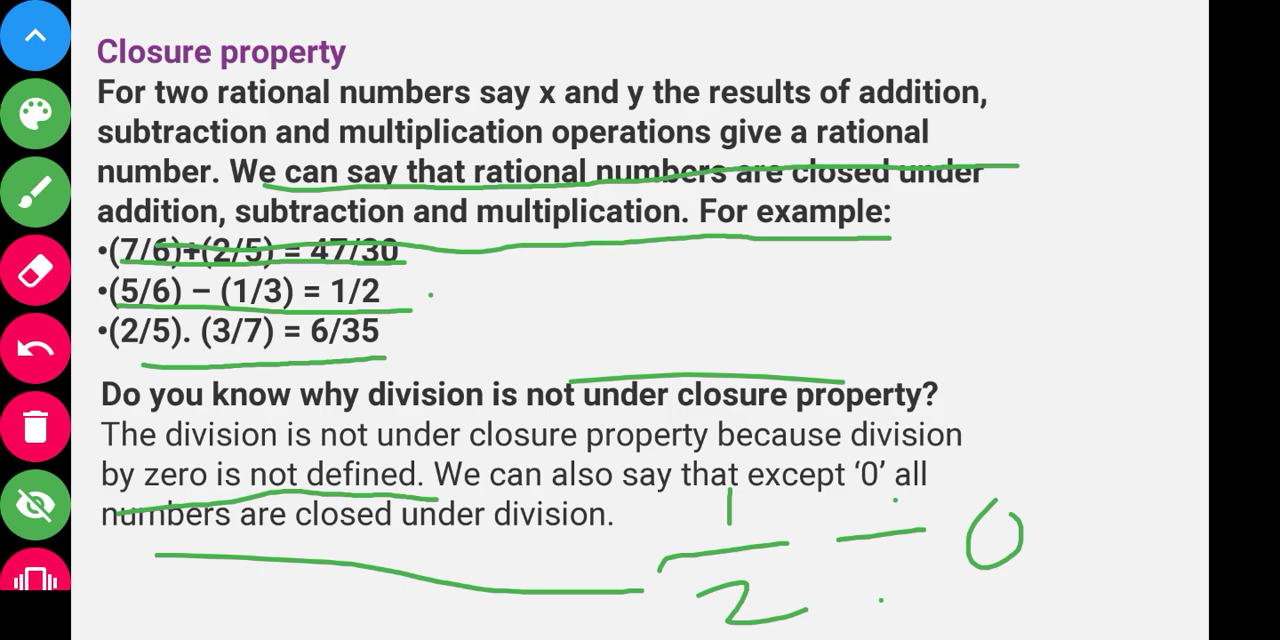 Closure property
For two rational numbers say x and y the results of addition,
subtraction and multiplication operations give a rational
number. We can say that rational numbers are closed under
addition, subtraction and multiplication. For example:
•(7/6)+(2/5) = 47/30
•(5/6) – (1/3) = 1/2
•(2/5). (3/7) = 6/35
Do you know why division is not under closure property?
The division is not under closure property because division
by zero is not defined. We can also say that except ‘0’ all
numbers are closed under division.
1/2 ÷ 0